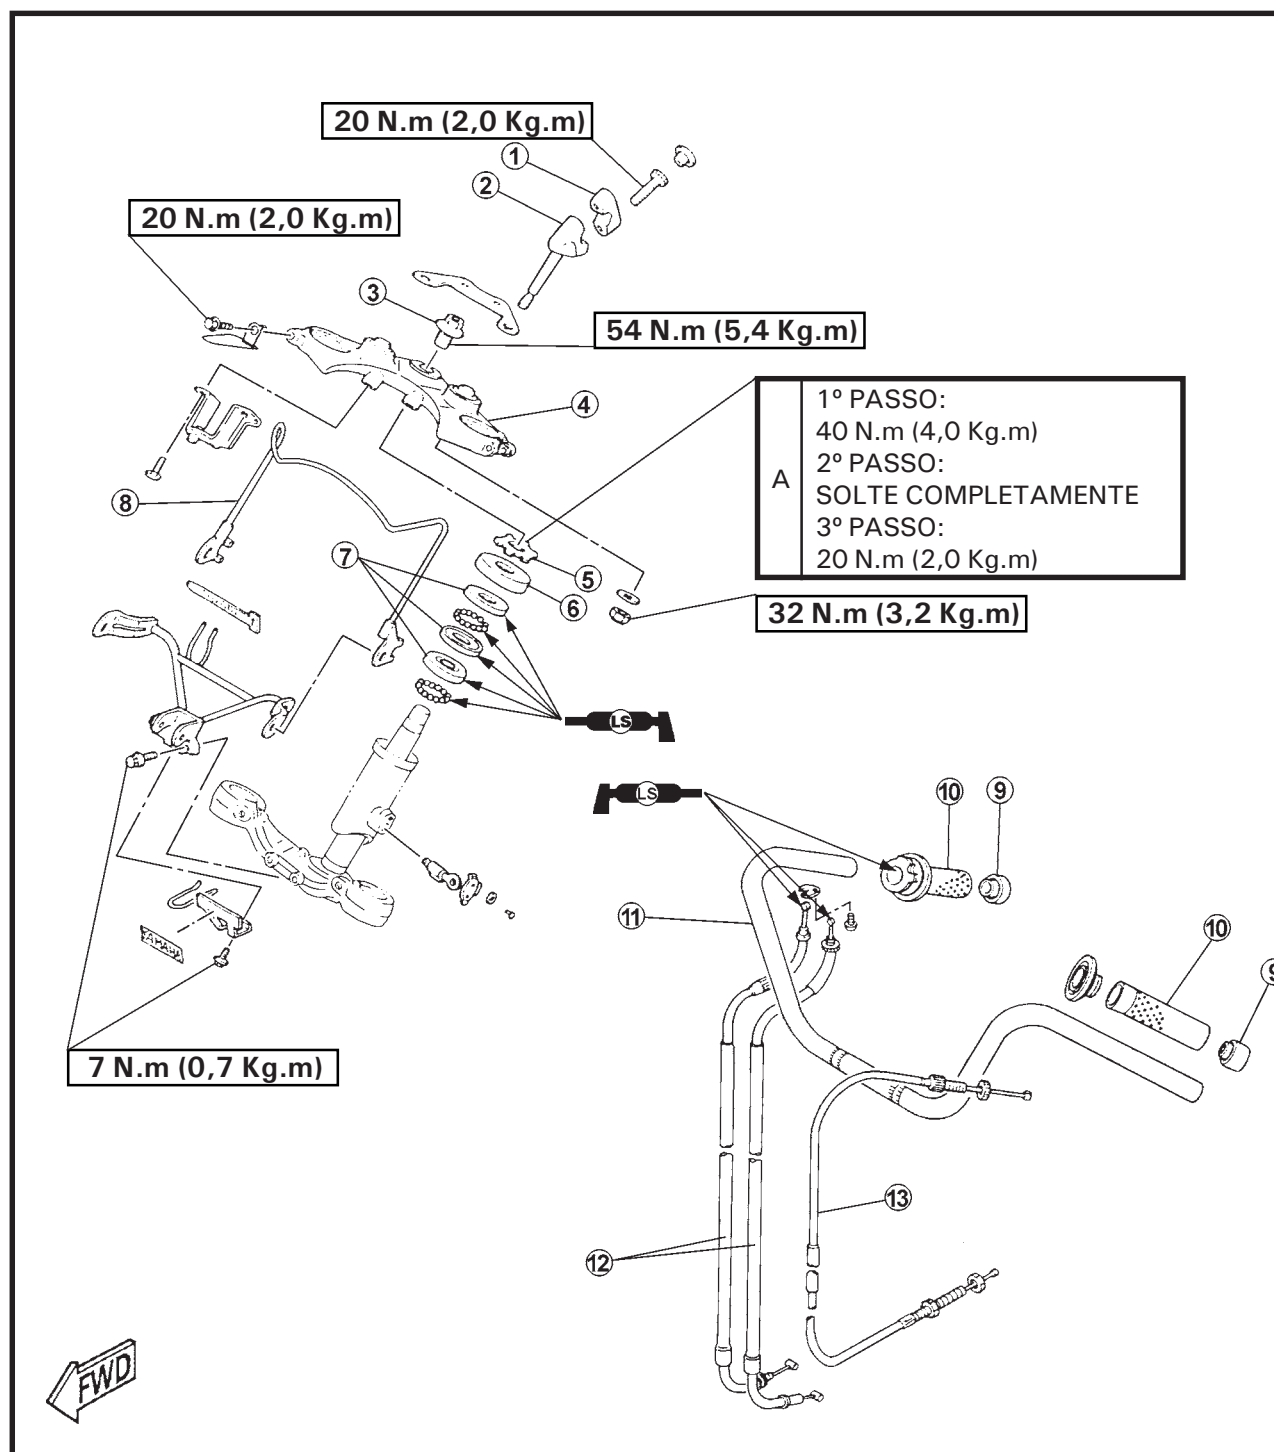 20 N.m (2,0 Kg.m)
1
2
20 N.m (2,0 Kg.m)
3
54 N.m (5,4 Kg.m)
A
1º PASSO:
40 N.m (4,0 Kg.m)
2º PASSO:
SOLTE COMPLETAMENTE
3º PASSO:
20 N.m (2,0 Kg.m)
4
8
7
5
6
32 N.m (3,2 Kg.m)
LS
LS
10
9
11
10
9
YAMAHA
7 N.m (0,7 Kg.m)
13
12
FWD